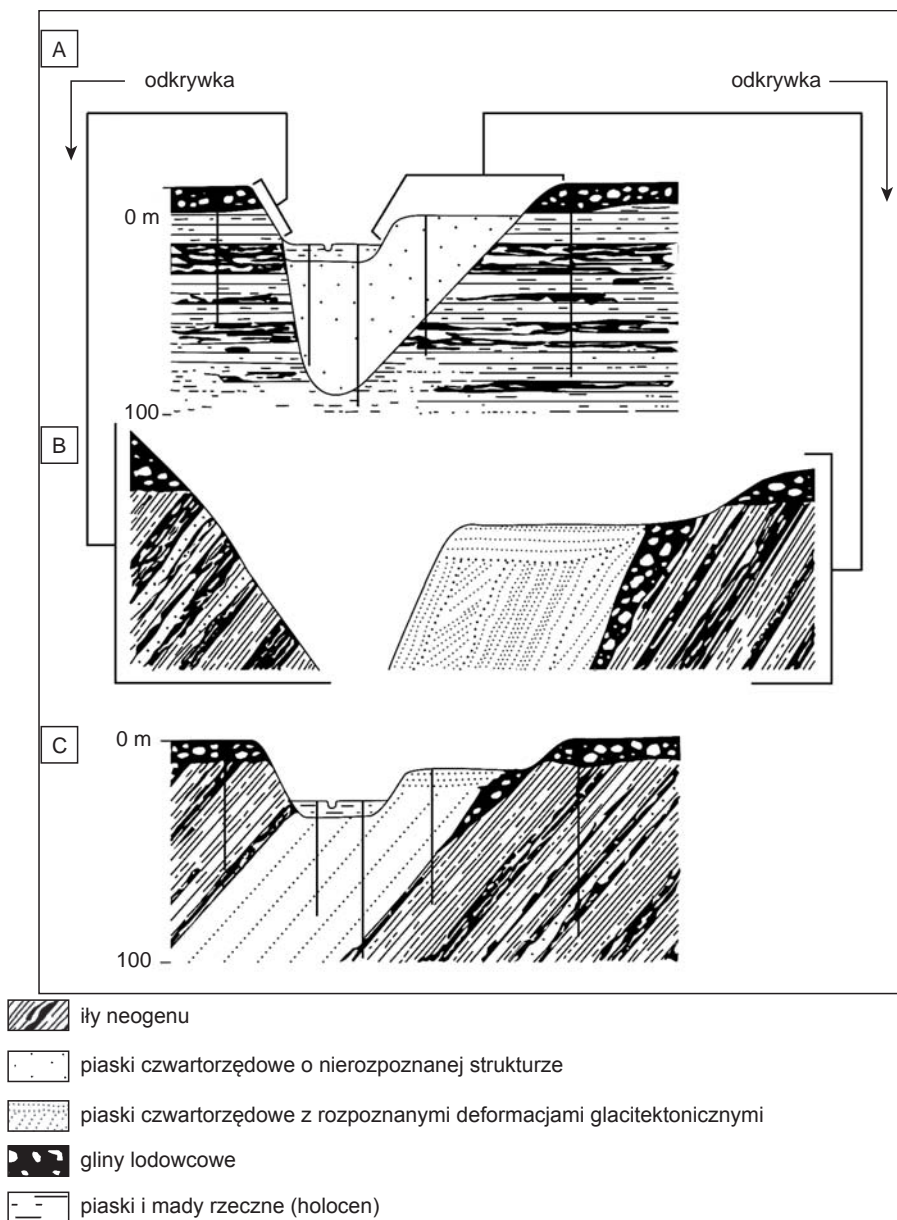 A
odkrywka
odkrywka
0 m
100
B
C
0 m
100
iły neogenu
piaski czwartorzędowe o nierozpoznanej strukturze
piaski czwartorzędowe z rozpoznanymi deformacjami glacitektonicznymi
gliny lodowcowe
piaski i mady rzeczne (holocen)